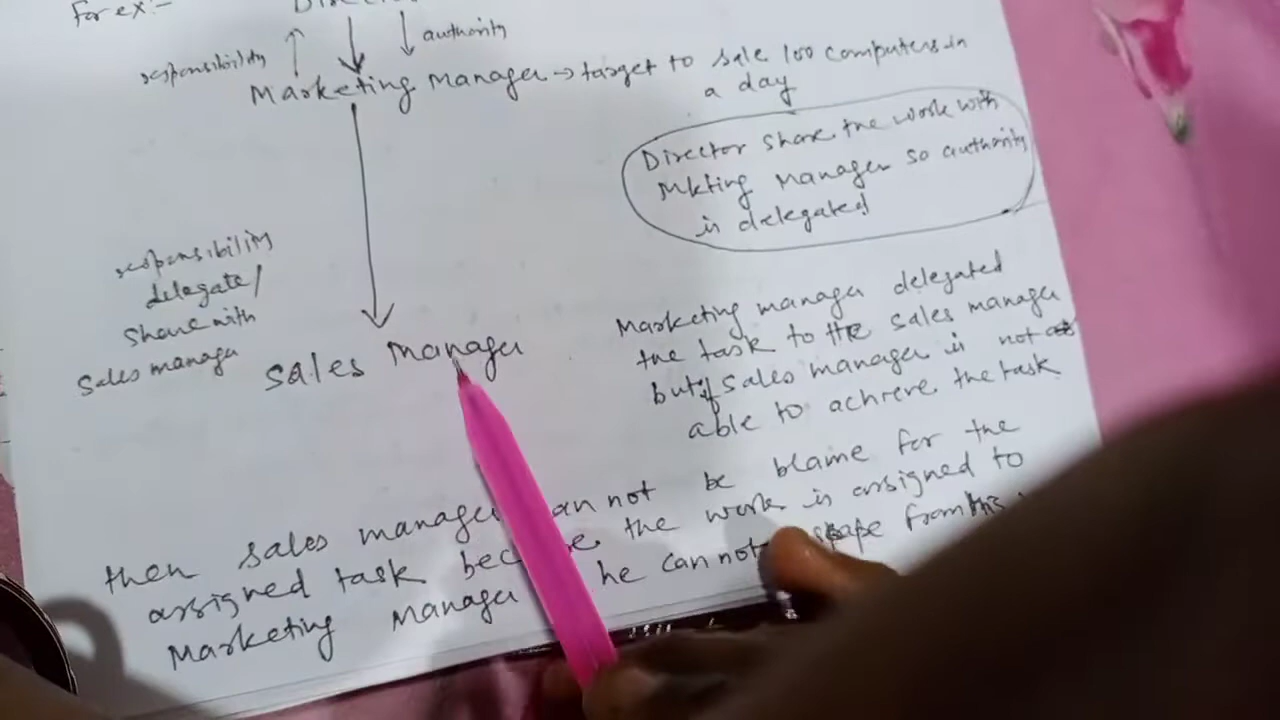 For ex:-
responsibility
authority
Marketing Manager → target to sale 100 computers in
a day
Director share the work with
Mkting Manager so authority
is delegated
responsibility
delegate/
Share with
Sales manager
Sales Manager
Marketing manager delegated
the task to the sales manager
but if sales manager is not
able to achieve the task
then sales manager can not be blame for the
assigned task because the work is assigned to
Marketing Manager he can not from his